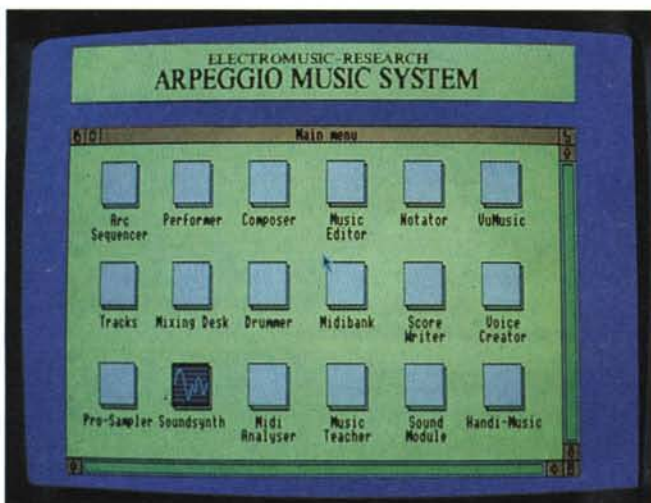 ELECTROMUSIC-RESEARCH
ARPEGGIO MUSIC SYSTEM
Main menu
Arc Sequencer
Performer
Composer
Music Editor
Notator
VuMusic
Tracks
Mixing Desk
Drummer
Midibank
Score Writer
Voice Creator
Pro-Sampler
Soundsynth
Midi Analyser
Music Teacher
Sound Module
Handi-Music